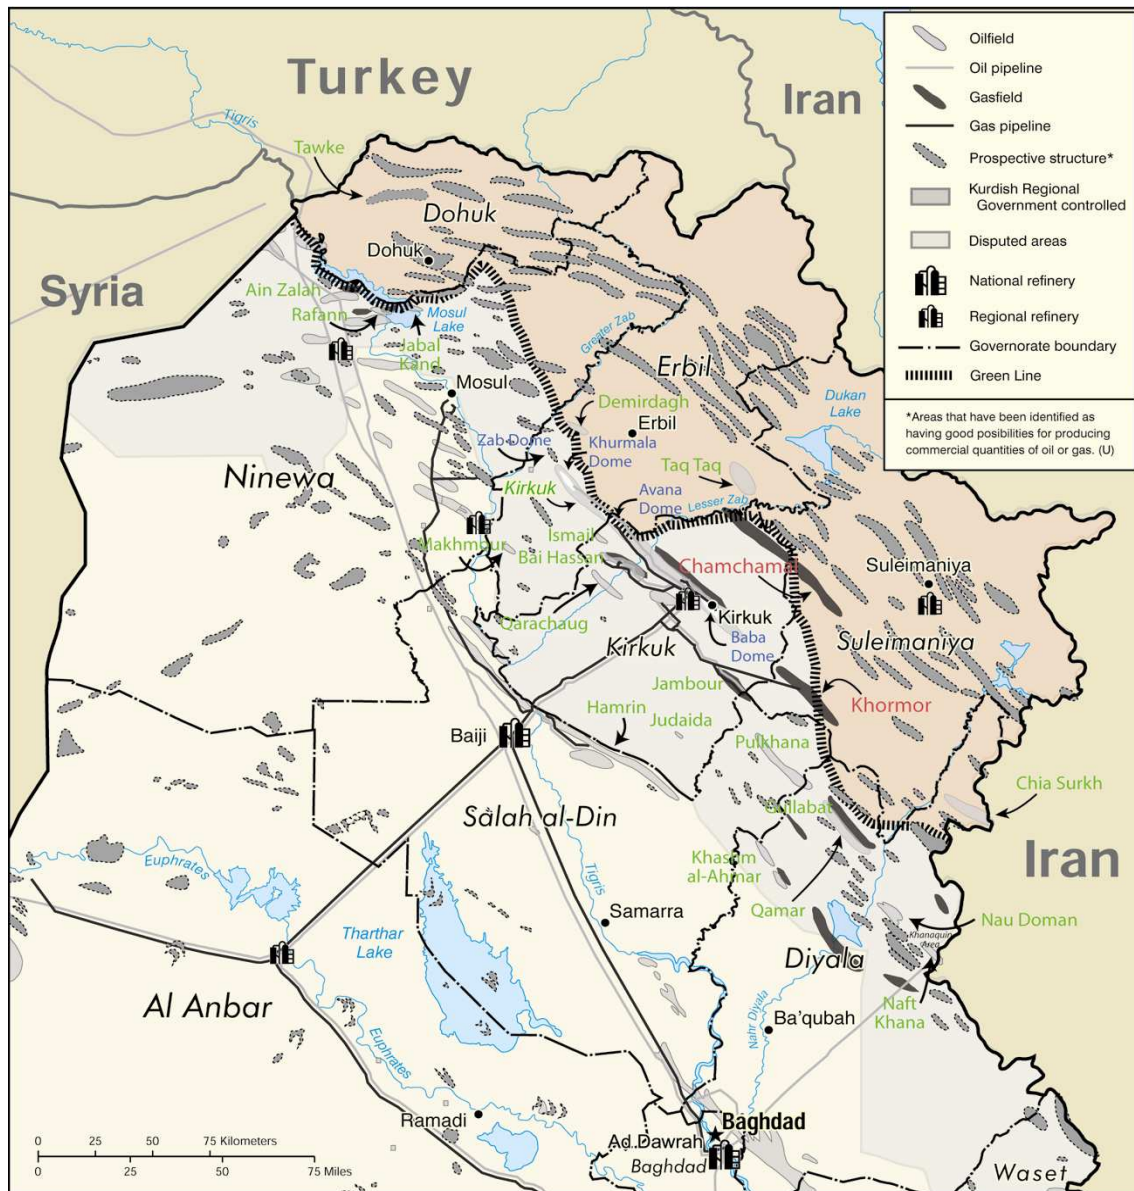 Turkey
Iran
Tigris
Tawke
Dohuk
Dohuk
Syria
Ain Zalah
Rafann
Mosul
Lake
Jabal
Kand
Mosul
Greater Zab
Erbil
Demirdagh
Erbil
Zab Dome
Khurmala
Dome
Dukan
Lake
Taq Taq
Ninewa
Kirkuk
Avana
Dome
Lesser Zab
Makhmour
Ismail
Bai Hassan
Chamchamal
Suleimaniya
Kirkuk
Qarachaug
Kirkuk
Baba
Dome
Suleimaniya
Jambour
Khormor
Hamrin
Judaida
Baiji
Pulkhana
Chia Surkh
Gullabat
Salah al-Din
Iran
Euphrates
Tigris
Khashm
al-Ahmar
Samarra
Qamar
Nau Doman
Tharthar
Lake
Khanaquin
Area
Diyala
Al Anbar
Naft
Khana
Nahr Diyala
Ba'qubah
Euphrates
Ramadi
Baghdad
Ad Dawrah
Baghdad
Waset
0 25 50 75 Kilometers
0 25 50 75 Miles
Oilfield
Oil pipeline
Gasfield
Gas pipeline
Prospective structure*
Kurdish Regional
Government controlled
Disputed areas
National refinery
Regional refinery
Governorate boundary
Green Line
*Areas that have been identified as
having good posibilities for producing
commercial quantities of oil or gas. (U)